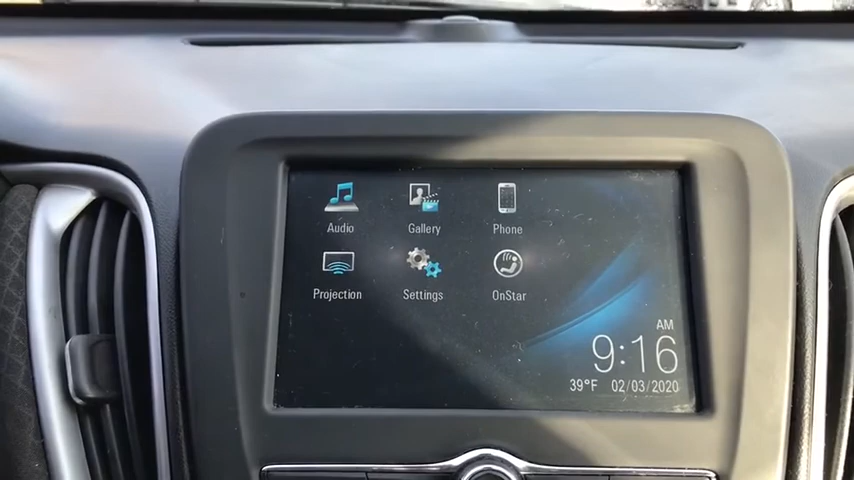 Audio Gallery Phone
Projection Settings OnStar
AM
9:16
39°F 02/03/2020